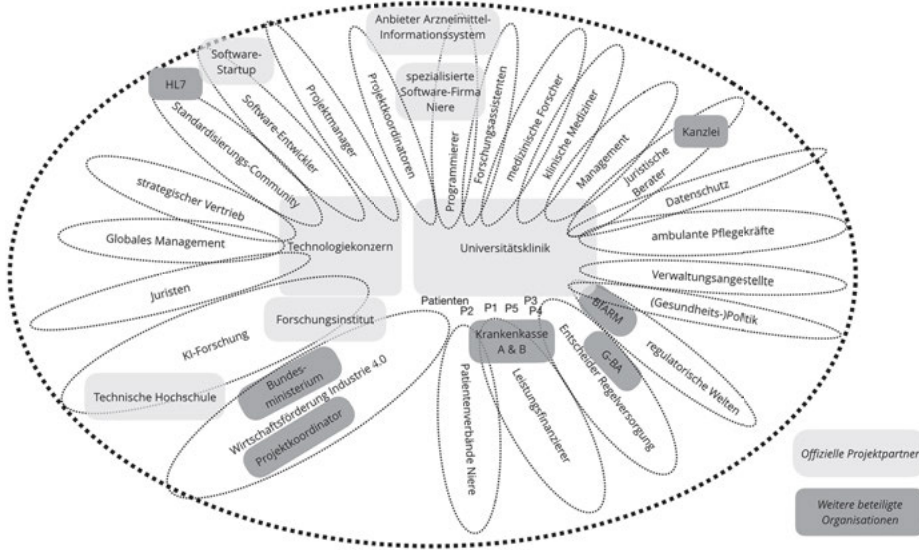 Anbieter Arzneimittel-
Informationssystem
Software-
Startup
HL7
spezialisierte
Software-Firma
Niere
Kanzlei
Standardisierungs-Community
Software-Entwickler
Projektmanager
Projektkoordinatoren
Programmierer
Forschungsassistenten
medizinische Forscher
klinische Mediziner
Management
Juristische
Berater
Datenschutz
strategischer Vertrieb
Globales Management
Technologiekonzern
Universitätsklinik
ambulante Pflegekräfte
Verwaltungsangestellte
(Gesundheits-)Politik
Juristen
Forschungsinstitut
KI-Forschung
Technische Hochschule
Patienten
P2
P1
P5
P3
P4
Krankenkasse
A & B
BfARM
G-BA
Entscheider Regelversorgung
regulatorische Welten
Bundes-
ministerium
Wirtschaftsförderung Industrie 4.0
Projektkoordinator
Patientenverbände Niere
Leistungsfinanzierer
Offizielle Projektpartner
Weitere beteiligte
Organisationen